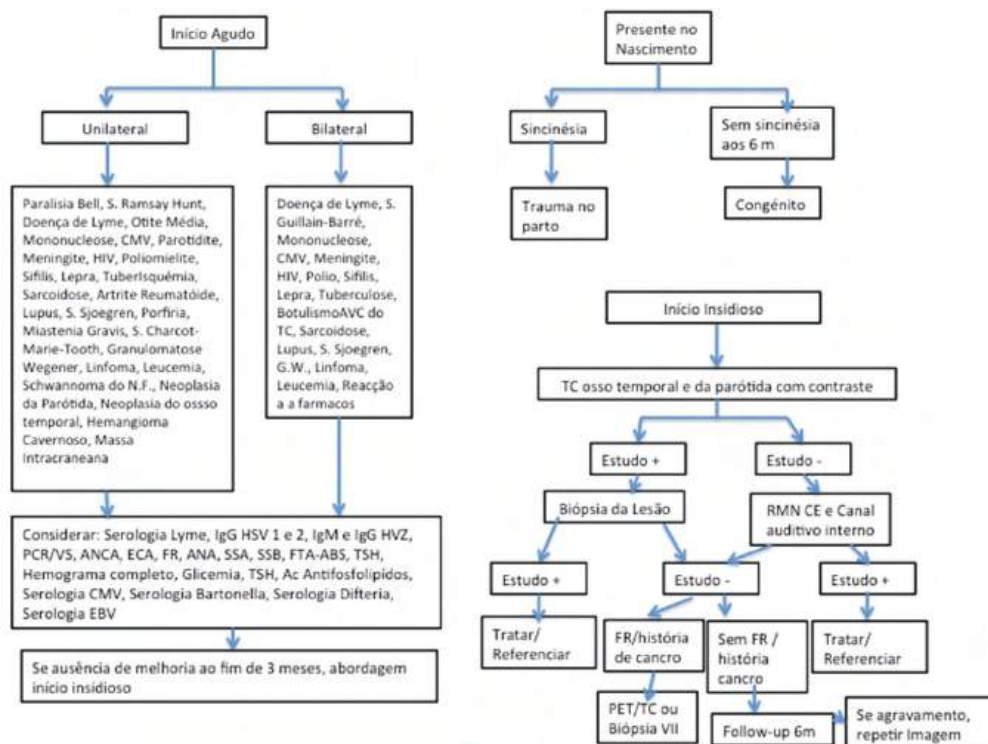 Início Agudo
Unilateral
Bilateral
Paralisia Bell, S. Ramsay Hunt,
Doença de Lyme, Otite Média,
Mononucleose, CMV, Parotidite,
Meningite, HIV, Poliomielite,
Sifilis, Lepra, TuberIsquémia,
Sarcoidose, Artrite Reumatóide,
Lupus, S. Sjoegren, Porfiria,
Miastenia Gravis, S. Charcot-
Marie-Tooth, Granulomatose
Wegener, Linfoma, Leucemia,
Schwannoma do N.F., Neoplasia
da Parótida, Neoplasia do ossso
temporal, Hemangioma
Cavernoso, Massa
Intracraneana
Doença de Lyme, S.
Guillain-Barré,
Mononucleose,
CMV, Meningite,
HIV, Polio, Sifilis,
Lepra, Tuberculose,
BotulismoAVC do
TC, Sarcoidose,
Lupus, S. Sjoegren,
G.W., Linfoma,
Leucemia, Reacção
a a farmacos
Considerar: Serologia Lyme, IgG HSV 1 e 2, IgM e IgG HVZ,
PCR/VS, ANCA, ECA, FR, ANA, SSA, SSB, FTA-ABS, TSH,
Hemograma completo, Glicemia, TSH, Ac Antifosfolipídos,
Serologia CMV, Serologia Bartonella, Serologia Difteria,
Serologia EBV
Se ausência de melhoria ao fim de 3 meses, abordagem
início insidioso
Presente no
Nascimento
Sincinésia
Sem sincinésia
aos 6 m
Trauma no
parto
Congénito
Início Insidioso
TC osso temporal e da parótida com contraste
Estudo +
Estudo -
Biópsia da Lesão
RMN CE e Canal
auditivo interno
Estudo +
Estudo -
Estudo +
Tratar/
Referenciar
FR/história
de cancro
Sem FR /
história
cancro
Tratar/
Referenciar
PET/TC ou
Biópsia VII
Follow-up 6m
Se agravamento,
repetir Imagem